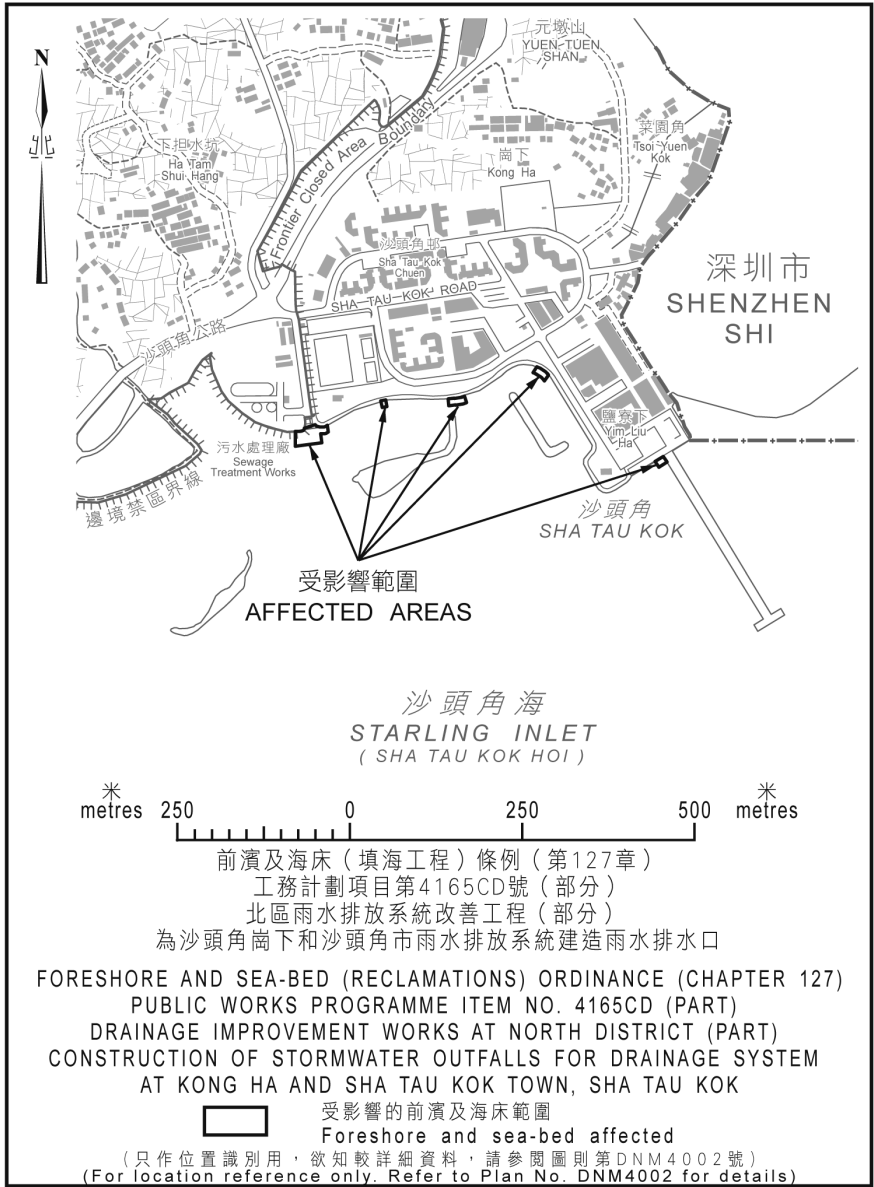 元墩山
YUEN TUEN
SHAN
N
菜園角
Tsoi Yuen
Kok
下担水坑
Ha Tam
Shui Hang
崗下
Kong Ha
Frontier Closed Area Boundary
沙頭角邨
Sha Tau Kok
Chuen
深圳市
SHENZHEN
SHI
SHA TAU KOK ROAD
沙頭角公路
鹽寮下
Yim Liu
Ha
污水處理廠
Sewage
Treatment Works
邊境禁區界線
沙頭角
SHA TAU KOK
受影響範圍
AFFECTED AREAS
沙頭角海
STARLING INLET
( SHA TAU KOK HOI )
米 米
metres 250 0 250 500 metres
前濱及海床（填海工程）條例（第127章）
工務計劃項目第4165CD號（部分）
北區雨水排放系統改善工程（部分）
為沙頭角崗下和沙頭角市雨水排放系統建造雨水排水口
FORESHORE AND SEA-BED (RECLAMATIONS) ORDINANCE (CHAPTER 127)
PUBLIC WORKS PROGRAMME ITEM NO. 4165CD (PART)
DRAINAGE IMPROVEMENT WORKS AT NORTH DISTRICT (PART)
CONSTRUCTION OF STORMWATER OUTFALLS FOR DRAINAGE SYSTEM
AT KONG HA AND SHA TAU KOK TOWN, SHA TAU KOK
受影響的前濱及海床範圍
Foreshore and sea-bed affected
（只作位置識別用，欲知較詳細資料，請參閱圖則第DNM4002號）
(For location reference only. Refer to Plan No. DNM4002 for details)